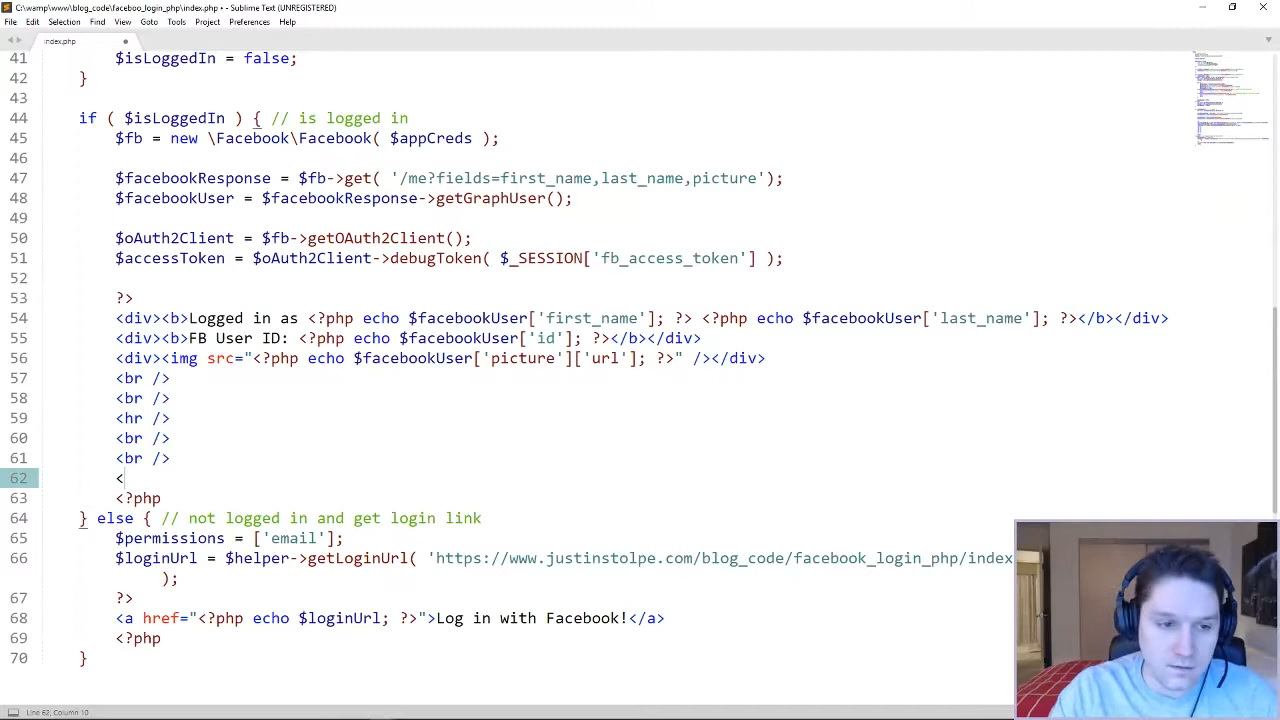 C:\wamp\www\blog_code\faceboo_login_php\index.php • - Sublime Text (UNREGISTERED)
File Edit Selection Find View Goto Tools Project Preferences Help
index.php
41 $isLoggedIn = false;
42 }
43
44 if ( $isLoggedIn ) { // is logged in
45 $fb = new \Facebook\Facebook( $appCreds );
46
47 $facebookResponse = $fb->get( '/me?fields=first_name,last_name,picture');
48 $facebookUser = $facebookResponse->getGraphUser();
49
50 $oAuth2Client = $fb->getOAuth2Client();
51 $accessToken = $oAuth2Client->debugToken( $_SESSION['fb_access_token'] );
52
53 ?>
54 <div><b>Logged in as <?php echo $facebookUser['first_name']; ?> <?php echo $facebookUser['last_name']; ?></b></div>
55 <div><b>FB User ID: <?php echo $facebookUser['id']; ?></b></div>
56 <div><img src="<?php echo $facebookUser['picture']['url']; ?>" /></div>
57 <br />
58 <br />
59 <hr />
60 <br />
61 <br />
62 <
63 <?php
64 } else { // not logged in and get login link
65 $permissions = ['email'];
66 $loginUrl = $helper->getLoginUrl( 'https://www.justinstolpe.com/blog_code/facebook_login_php/index
);
67 ?>
68 <a href="<?php echo $loginUrl; ?>">Log in with Facebook!</a>
69 <?php
70 }
Line 62, Column 10